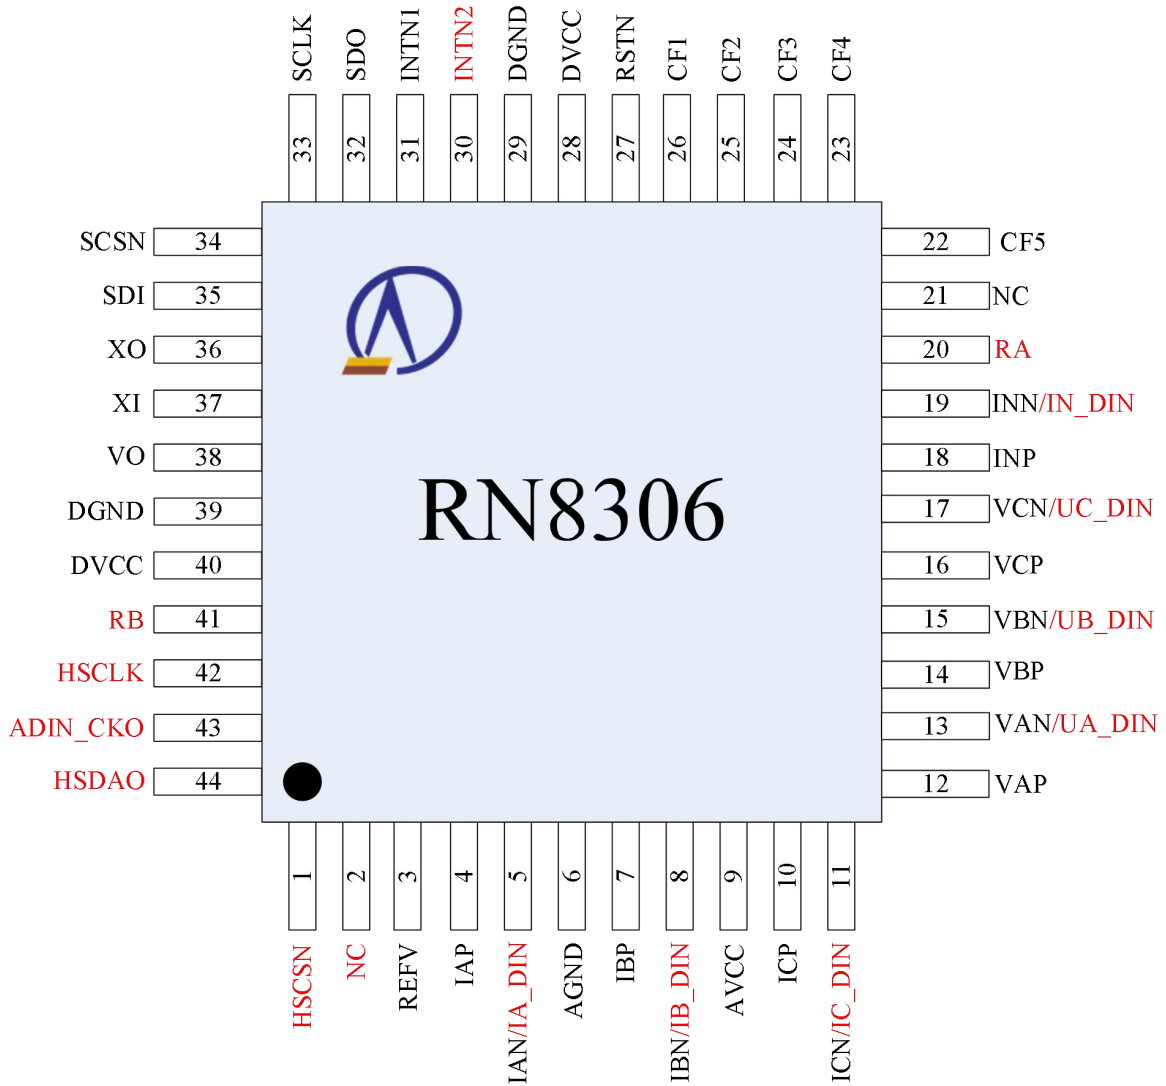 SCLK
SDO
INTN1
INTN2
DGND
DVCC
RSTN
CF1
CF2
CF3
CF4
33
32
31
30
29
28
27
26
25
24
23
SCSN 34
SDI 35
XO 36
XI 37
VO 38
DGND 39
DVCC 40
RB 41
HSCLK 42
ADIN_CKO 43
HSDAO 44
RN8306
22 CF5
21 NC
20 RA
19 INN/IN_DIN
18 INP
17 VCN/UC_DIN
16 VCP
15 VBN/UB_DIN
14 VBP
13 VAN/UA_DIN
12 VAP
1
2
3
4
5
6
7
8
9
10
11
HSCSN
NC
REFV
IAP
IAN/IA_DIN
AGND
IBP
IBN/IB_DIN
AVCC
ICP
ICN/IC_DIN